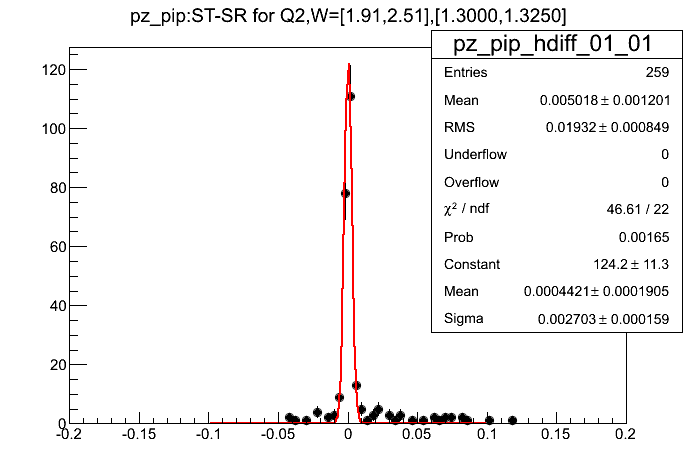 pz_pip:ST-SR for Q2,W=[1.91,2.51],[1.3000,1.3250]
pz_pip_hdiff_01_01
Entries 259
Mean 0.005018 ± 0.001201
RMS 0.01932 ± 0.000849
Underflow 0
Overflow 0
χ² / ndf 46.61 / 22
Prob 0.00165
Constant 124.2 ± 11.3
Mean 0.0004421 ± 0.0001905
Sigma 0.002703 ± 0.000159
120
100
80
60
40
20
0
-0.2 -0.15 -0.1 -0.05 0 0.05 0.1 0.15 0.2